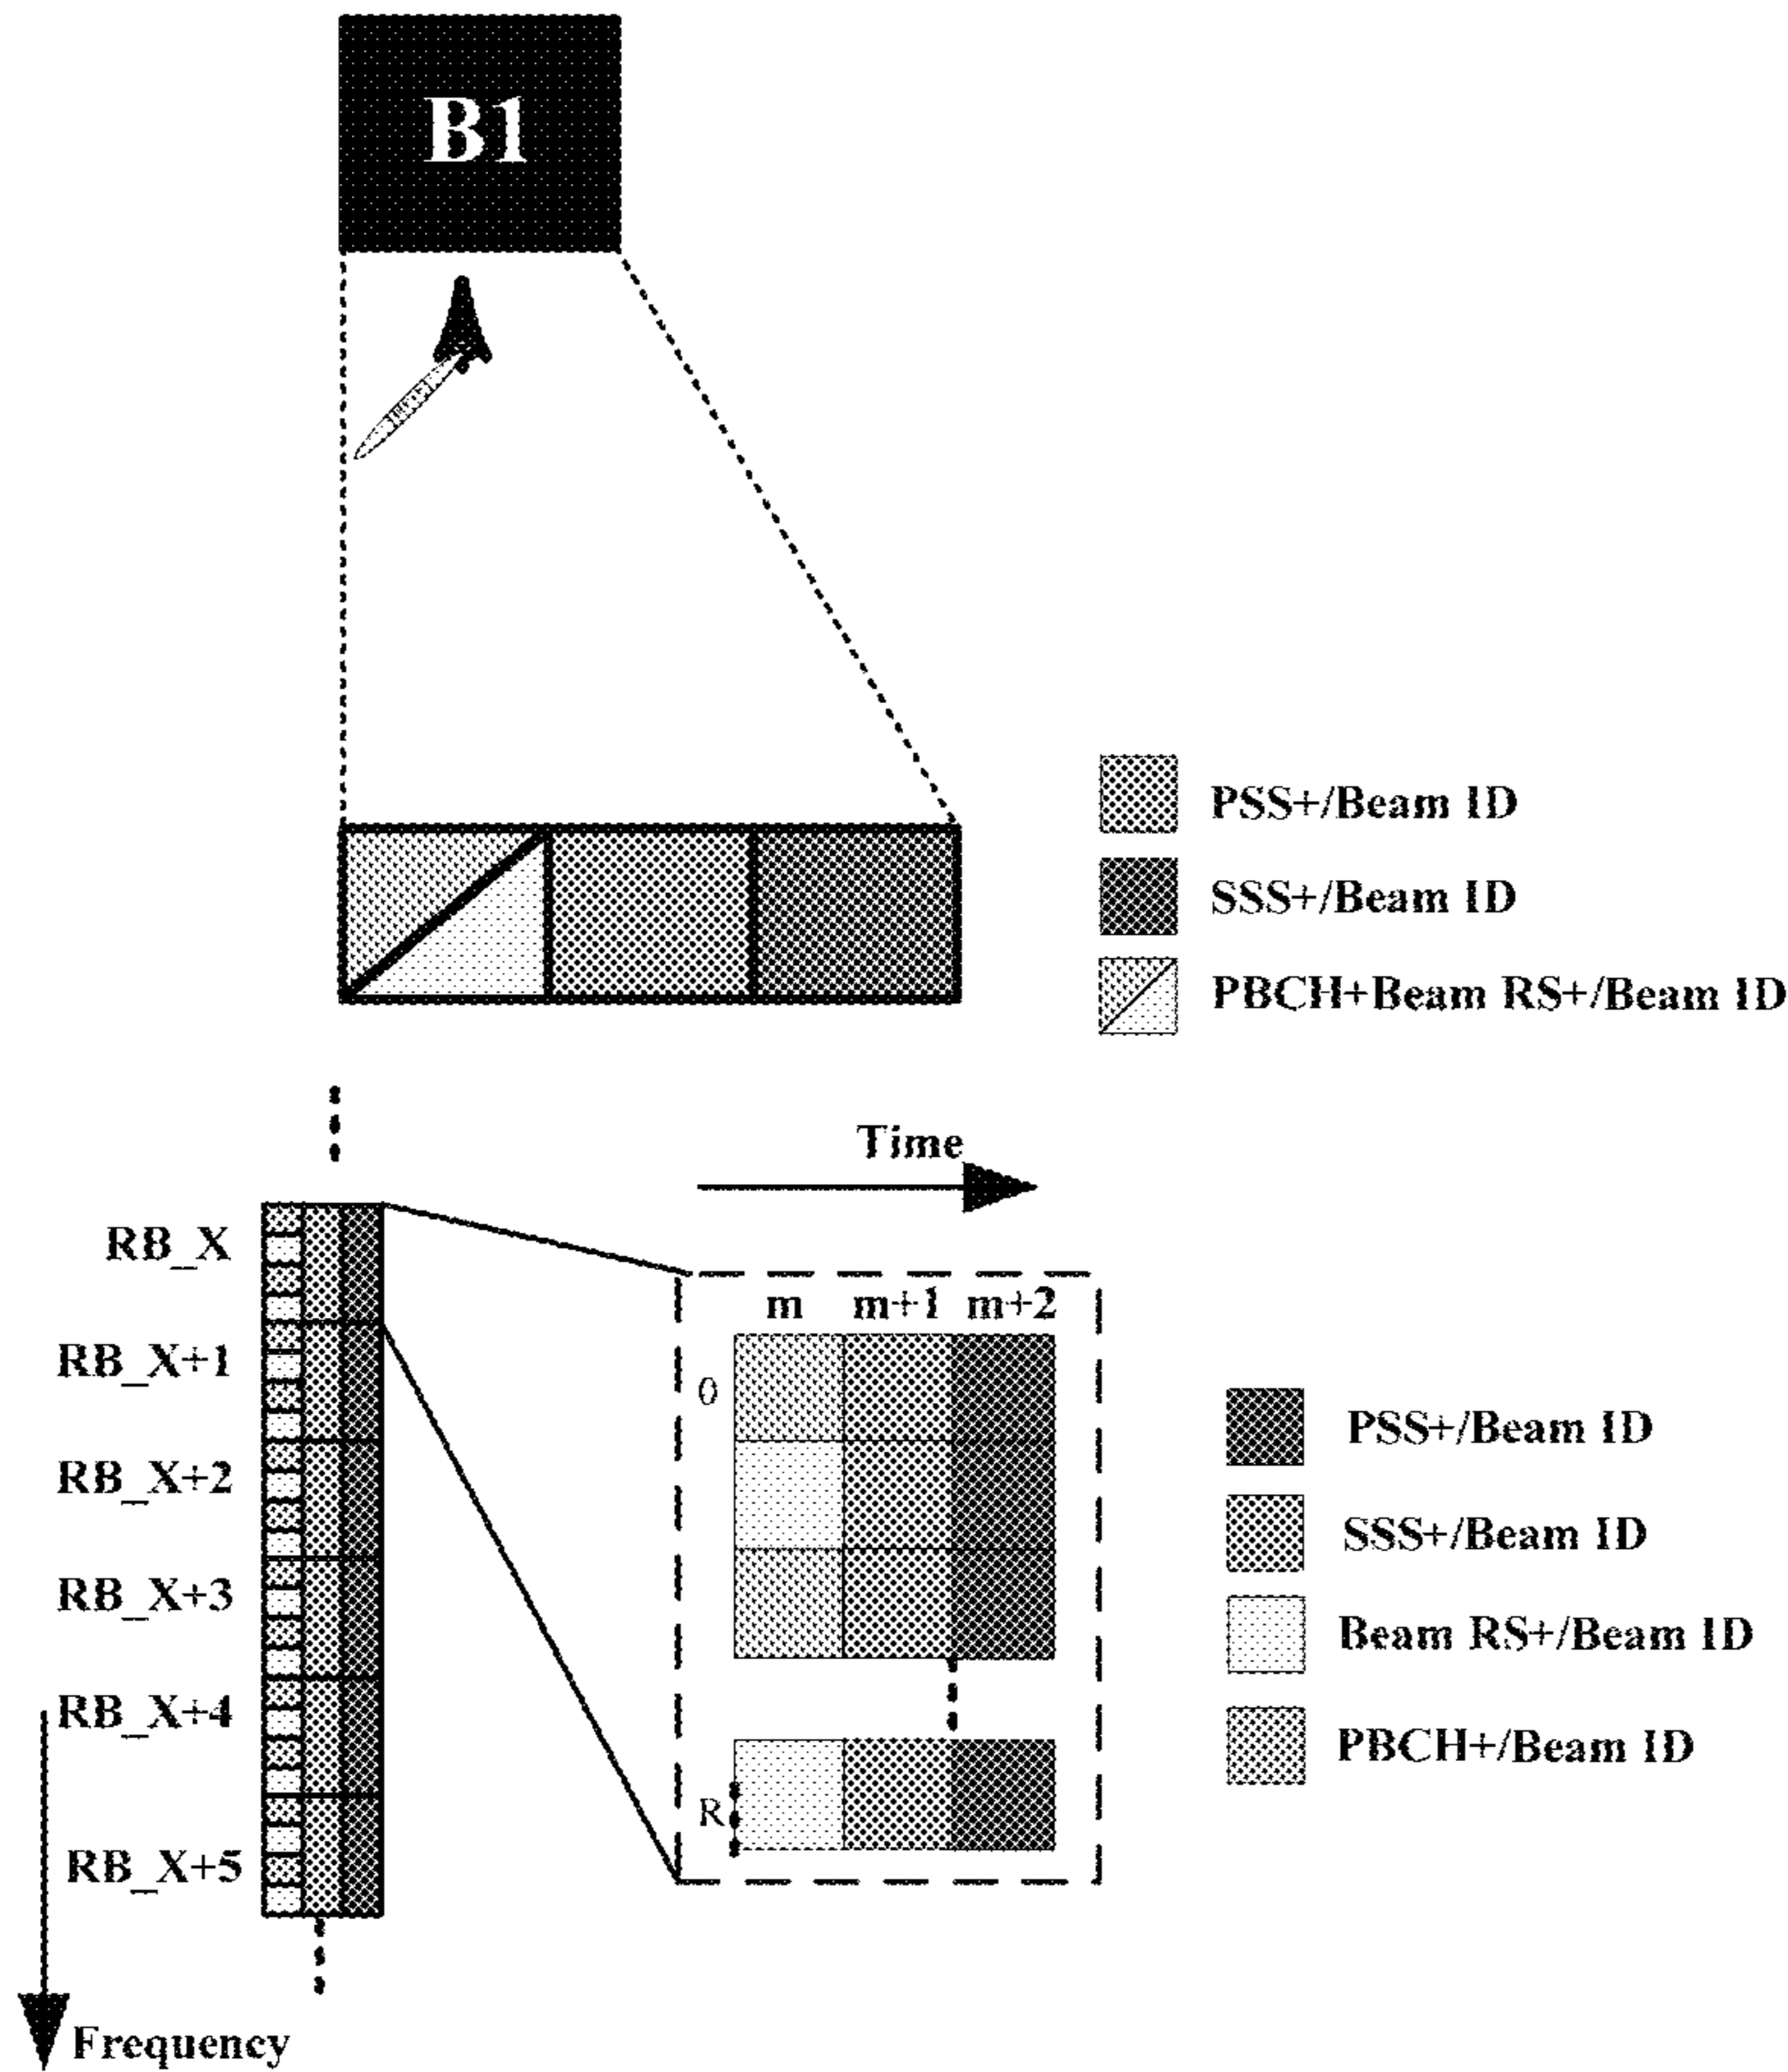 B1
PSS+/Beam ID
SSS+/Beam ID
PBCH+Beam RS+/Beam ID
Time
RB_X
RB_X+1
RB_X+2
RB_X+3
RB_X+4
RB_X+5
Frequency
m m+1 m+2
0
R
PSS+/Beam ID
SSS+/Beam ID
Beam RS+/Beam ID
PBCH+/Beam ID